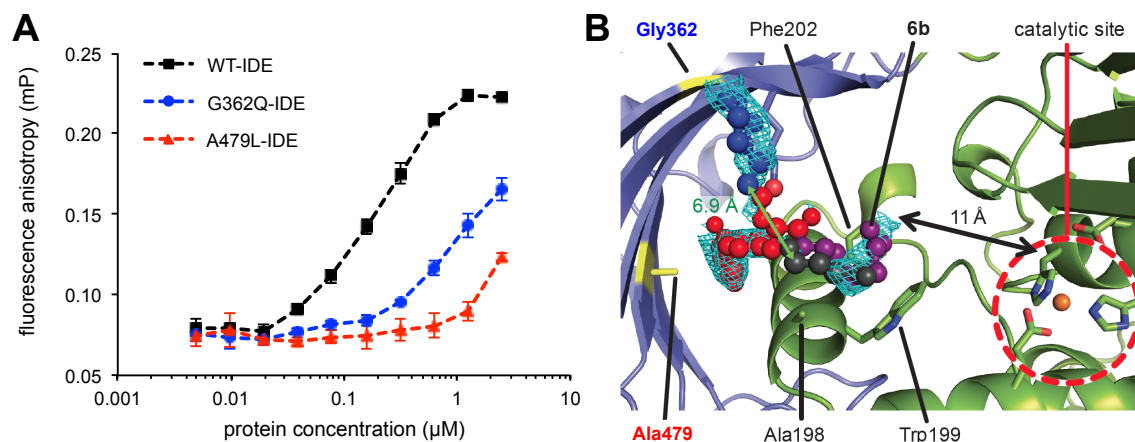 A
fluorescence anisotropy (mP)
0.25
0.20
0.15
0.10
0.05
WT-IDE
G362Q-IDE
A479L-IDE
0.001
0.01
0.1
1
10
protein concentration (µM)
B
Gly362
Phe202
6b
catalytic site
6.9 Å
11 Å
Ala479
Ala198
Trp199